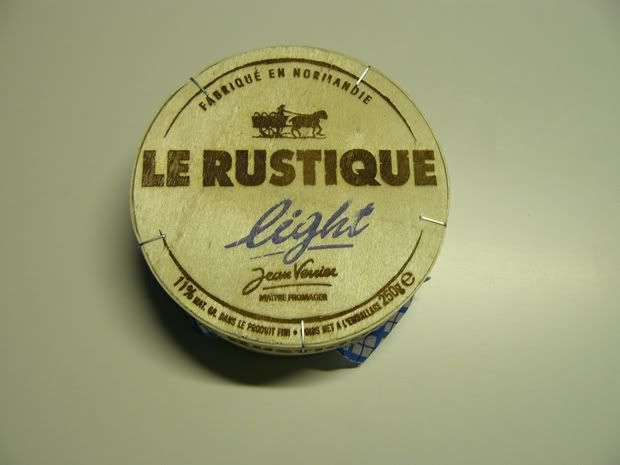 FABRIQUÉ EN NORMANDIE
LE RUSTIQUE
light
Jean Verrier
MAITRE FROMAGER
11% MAT. GR. DANS LE PRODUIT FINI • POIDS NET A L'EMBALLAGE 250g e